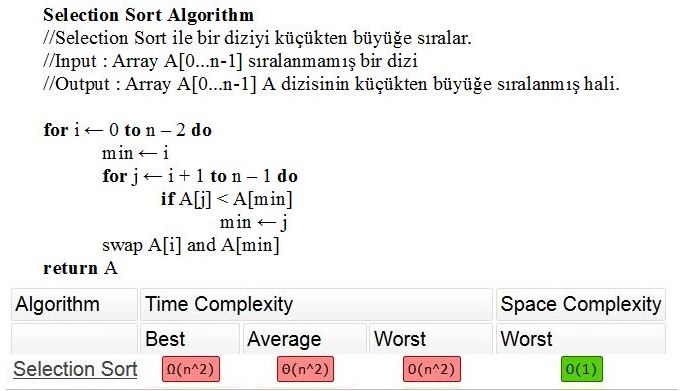 Selection Sort Algorithm
//Selection Sort ile bir diziyi küçükten büyüğe sıralar.
//Input : Array A[0...n-1] sıralanmamış bir dizi
//Output : Array A[0...n-1] A dizisinin küçükten büyüğe sıralanmış hali.
for i ← 0 to n – 2 do
min ← i
for j ← i + 1 to n – 1 do
if A[j] < A[min]
min ← j
swap A[i] and A[min]
return A
Algorithm Time Complexity Space Complexity
Best Average Worst Worst
Selection Sort Ω(n^2) θ(n^2) O(n^2) O(1)